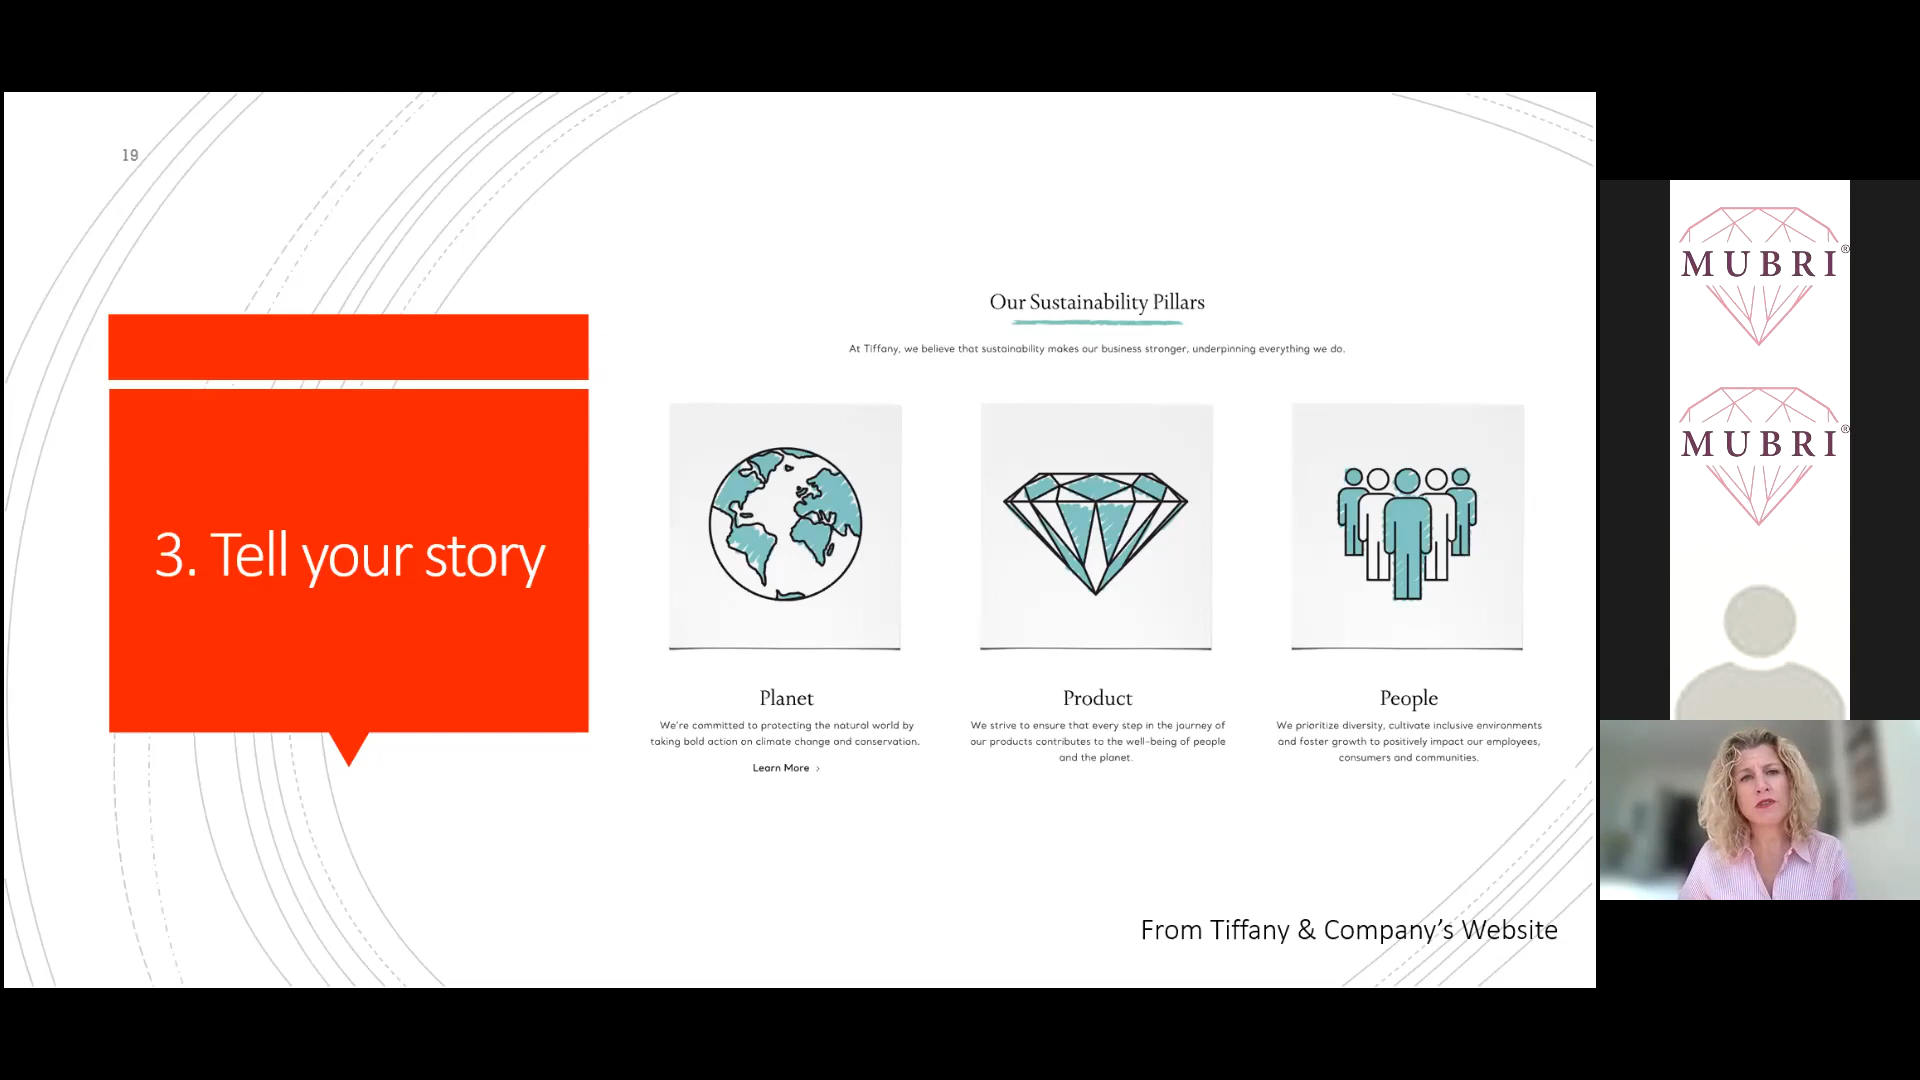 19
3. Tell your story
Our Sustainability Pillars
At Tiffany, we believe that sustainability makes our business stronger, underpinning everything we do.
Planet
We're committed to protecting the natural world by
taking bold action on climate change and conservation.
Learn More >
Product
We strive to ensure that every step in the journey of
our products contributes to the well-being of people
and the planet.
People
We prioritize diversity, cultivate inclusive environments
and foster growth to positively impact our employees,
consumers and communities.
From Tiffany & Company’s Website
MUBRI®
MUBRI®